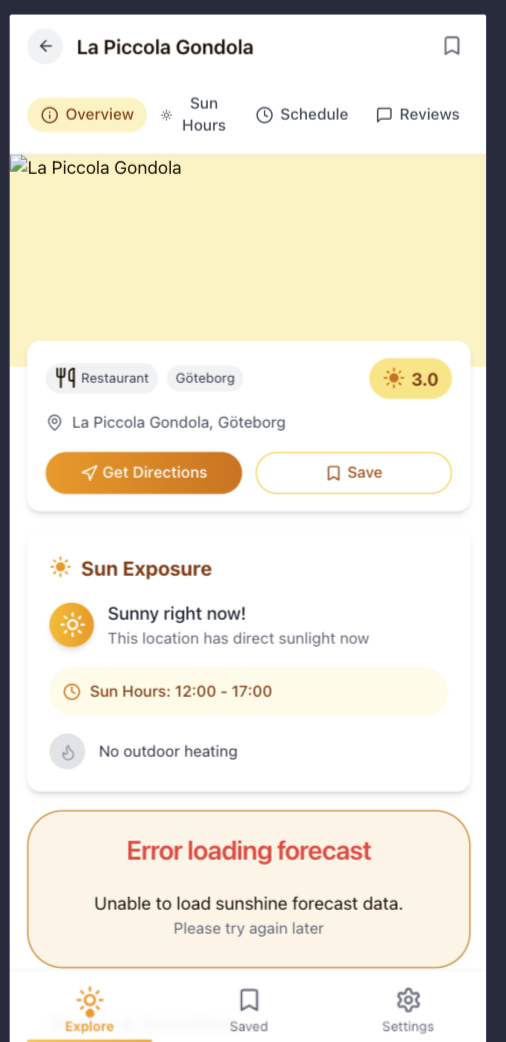 La Piccola Gondola
Overview
Sun
Hours
Schedule
Reviews
La Piccola Gondola
Restaurant
Göteborg
3.0
La Piccola Gondola, Göteborg
Get Directions
Save
Sun Exposure
Sunny right now!
This location has direct sunlight now
Sun Hours: 12:00 - 17:00
No outdoor heating
Error loading forecast
Unable to load sunshine forecast data.
Please try again later
Explore
Saved
Settings